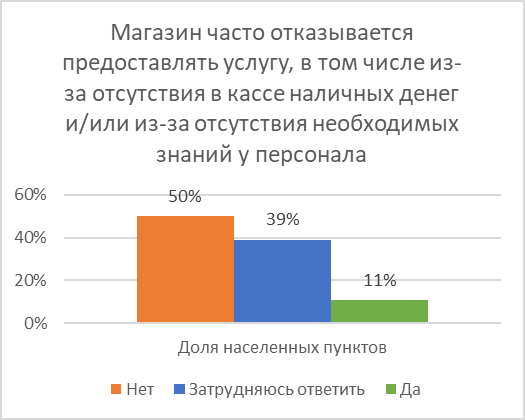 Магазин часто отказывается
предоставлять услугу, в том числе из-
за отсутствия в кассе наличных денег
и/или из-за отсутствия необходимых
знаний у персонала
60%
50%
39%
40%
20%
11%
0%
Доля населенных пунктов
Нет Затрудняюсь ответить Да